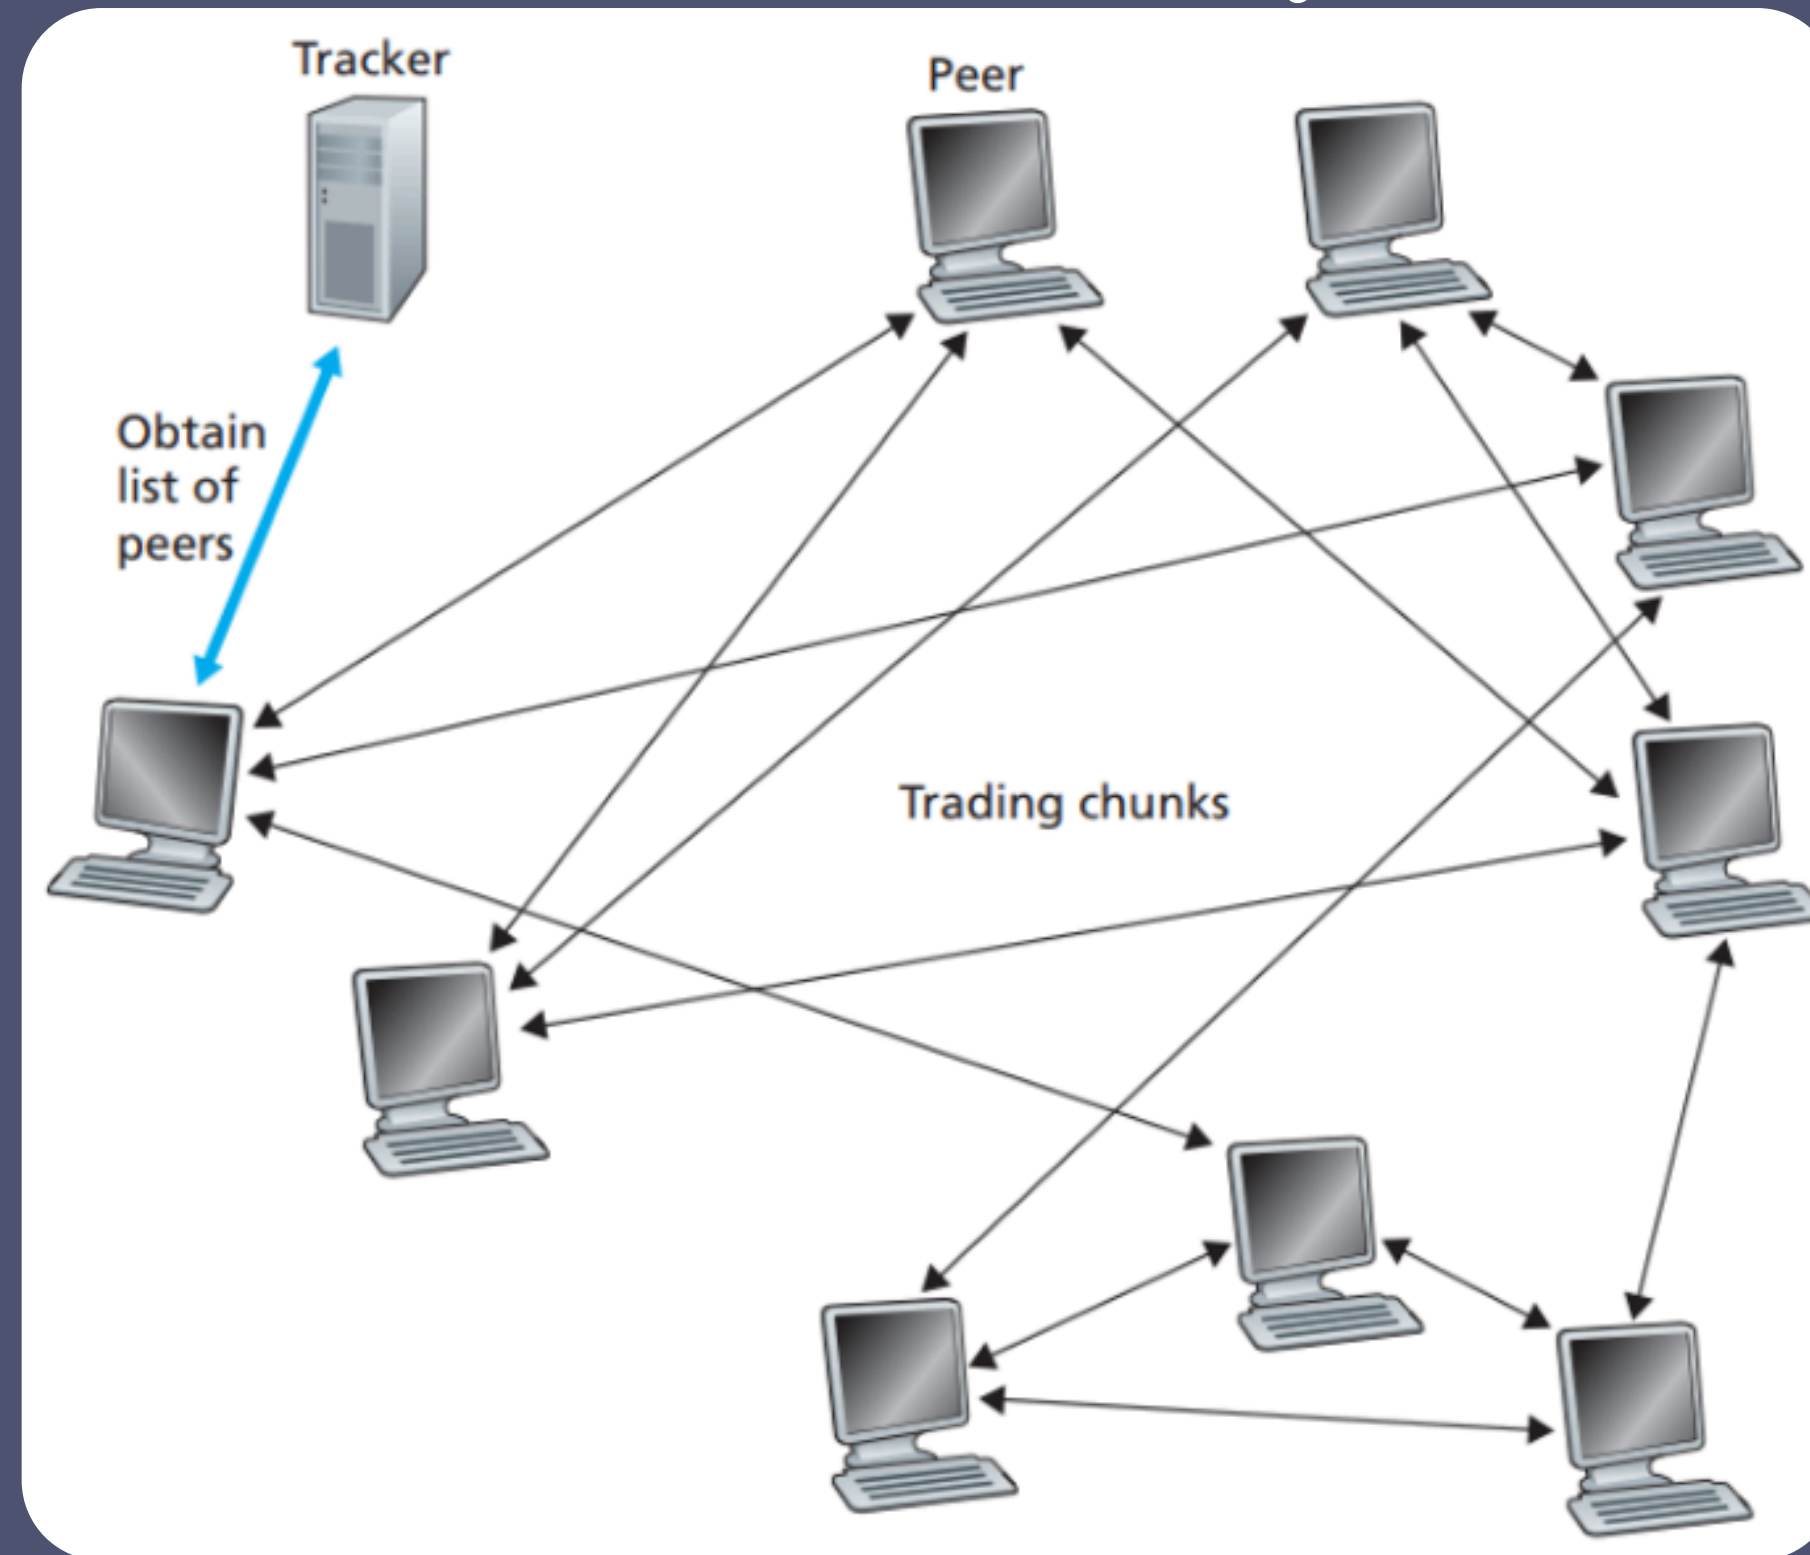 Tracker
Peer
Obtain
list of
peers
Trading chunks